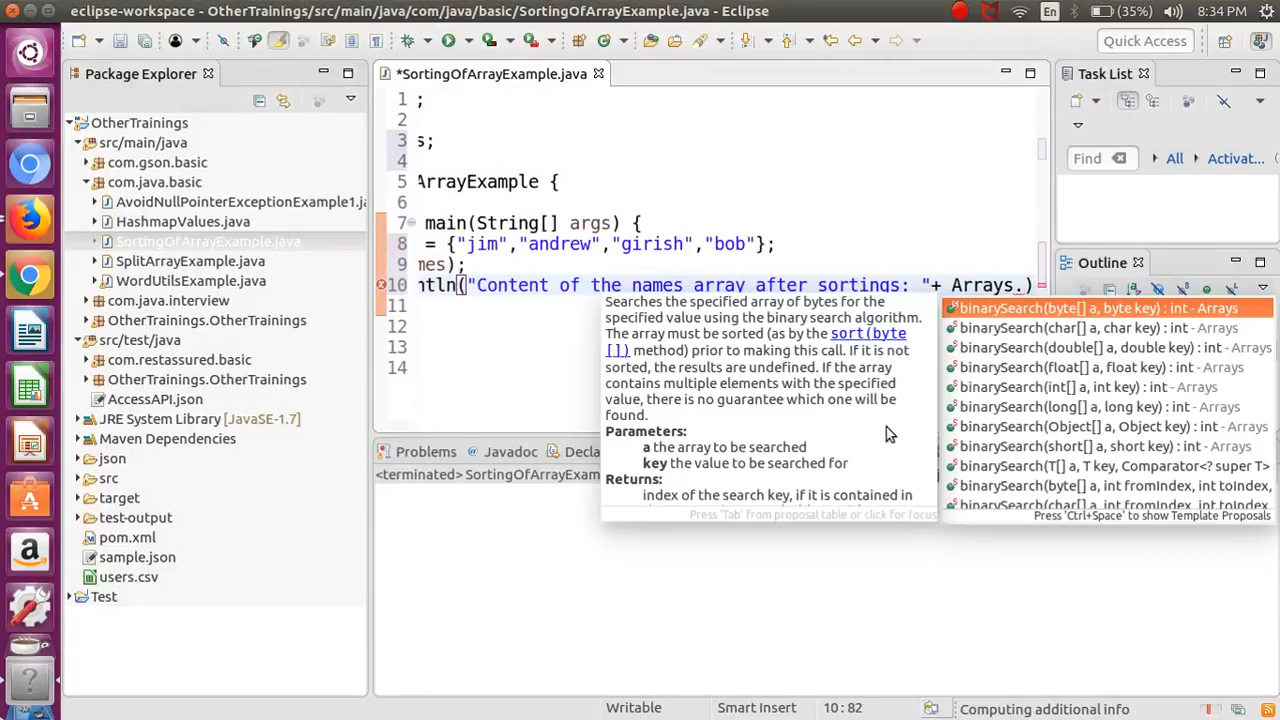 eclipse-workspace - OtherTrainings/src/main/java/com/java/basic/SortingOfArrayExample.java - Eclipse
En
(35%)
8:34 PM
Quick Access
Package Explorer
*SortingOfArrayExample.java
Task List
OtherTrainings
src/main/java
com.gson.basic
com.java.basic
AvoidNullPointerExceptionExample1.ja
HashmapValues.java
SortingOfArrayExample.java
SplitArrayExample.java
WordUtilsExample.java
com.java.interview
OtherTrainings.OtherTrainings
src/test/java
com.restassured.basic
OtherTrainings.OtherTrainings
AccessAPI.java
JRE System Library [JavaSE-1.7]
Maven Dependencies
json
src
target
test-output
pom.xml
sample.json
users.csv
Test
1 ;
2
3 s;
4
5 ArrayExample {
6
7 main(String[] args) {
8 = {"jim","andrew","girish","bob"};
9 mes);
10 ntln("Content of the names array after sortings: "+ Arrays.)
11
12
13
14
Find
All
Activat...
Outline
Searches the specified array of bytes for the
specified value using the binary search algorithm.
The array must be sorted (as by the sort(byte
[]) method) prior to making this call. If it is not
sorted, the results are undefined. If the array
contains multiple elements with the specified
value, there is no guarantee which one will be
found.
Parameters:
a the array to be searched
key the value to be searched for
Returns:
index of the search key, if it is contained in
Press 'Tab' from proposal table or click for focus
binarySearch(byte[] a, byte key) : int - Arrays
binarySearch(char[] a, char key) : int - Arrays
binarySearch(double[] a, double key) : int - Arrays
binarySearch(float[] a, float key) : int - Arrays
binarySearch(int[] a, int key) : int - Arrays
binarySearch(long[] a, long key) : int - Arrays
binarySearch(Object[] a, Object key) : int - Arrays
binarySearch(short[] a, short key) : int - Arrays
binarySearch(T[] a, T key, Comparator<? super T>
binarySearch(byte[] a, int fromIndex, int toIndex,
binarySearch(char[] a, int fromIndex, int toIndex,
Press 'Ctrl+Space' to show Template Proposals
Problems
Javadoc
Decla
<terminated> SortingOfArrayExam
Writable
Smart Insert
10 : 82
Computing additional info